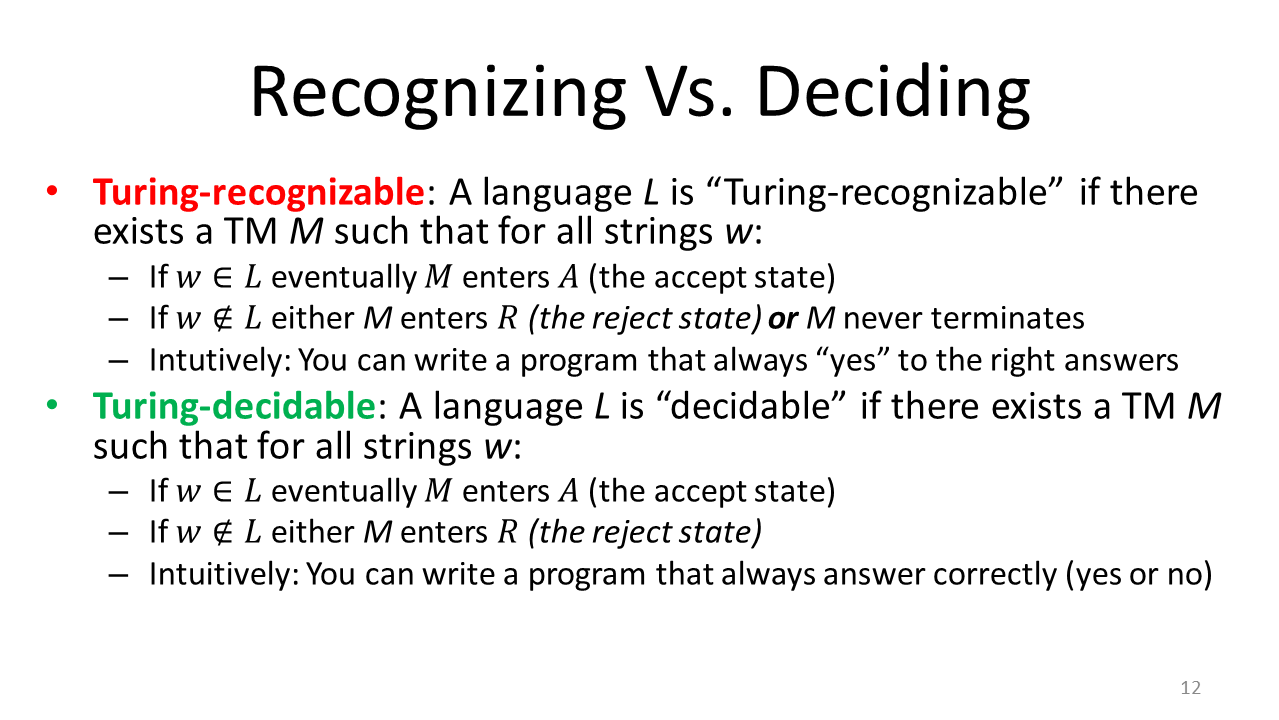 Recognizing Vs. Deciding
• Turing-recognizable: A language L is “Turing-recognizable” if there
exists a TM M such that for all strings w:
– If 𝑤 ∈ 𝐿 eventually 𝑀 enters 𝐴 (the accept state)
– If 𝑤 ∉ 𝐿 either M enters 𝑅 (the reject state) or M never terminates
– Intutively: You can write a program that always “yes” to the right answers
• Turing-decidable: A language L is “decidable” if there exists a TM M
such that for all strings w:
– If 𝑤 ∈ 𝐿 eventually 𝑀 enters 𝐴 (the accept state)
– If 𝑤 ∉ 𝐿 either M enters 𝑅 (the reject state)
– Intuitively: You can write a program that always answer correctly (yes or no)
12